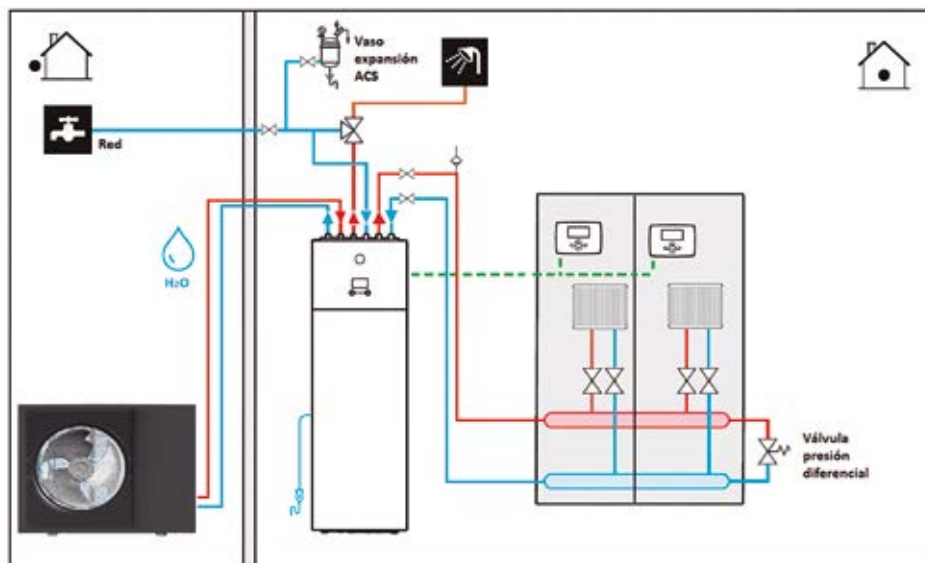 Vaso
expansión
ACS
Red
H₂O
Válvula
presión
diferencial